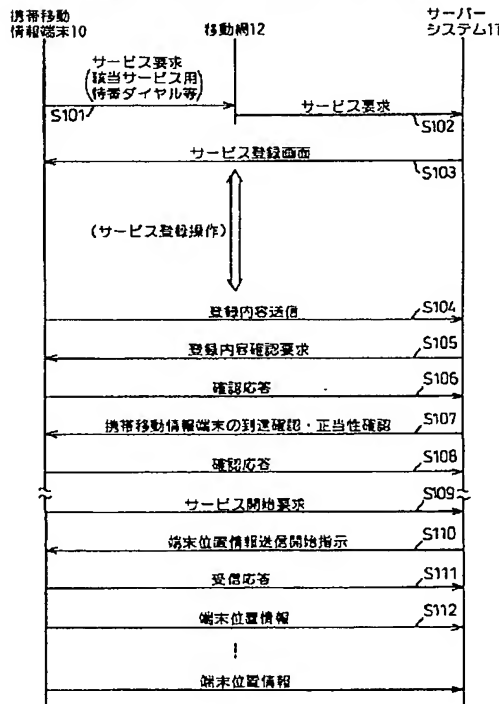 携帯移動
情報端末10
移動網12
サーバー
システム11
サービス要求
(該当サービス用
特番ダイヤル等)
S101
サービス要求
S102
サービス登録画面
S103
(サービス登録操作)
登録内容送信
S104
登録内容確認要求
S105
確認応答
S106
携帯移動情報端末の到達確認・正当性確認
S107
確認応答
S108
サービス開始要求
S109
端末位置情報送信開始指示
S110
受信応答
S111
端末位置情報
S112
端末位置情報